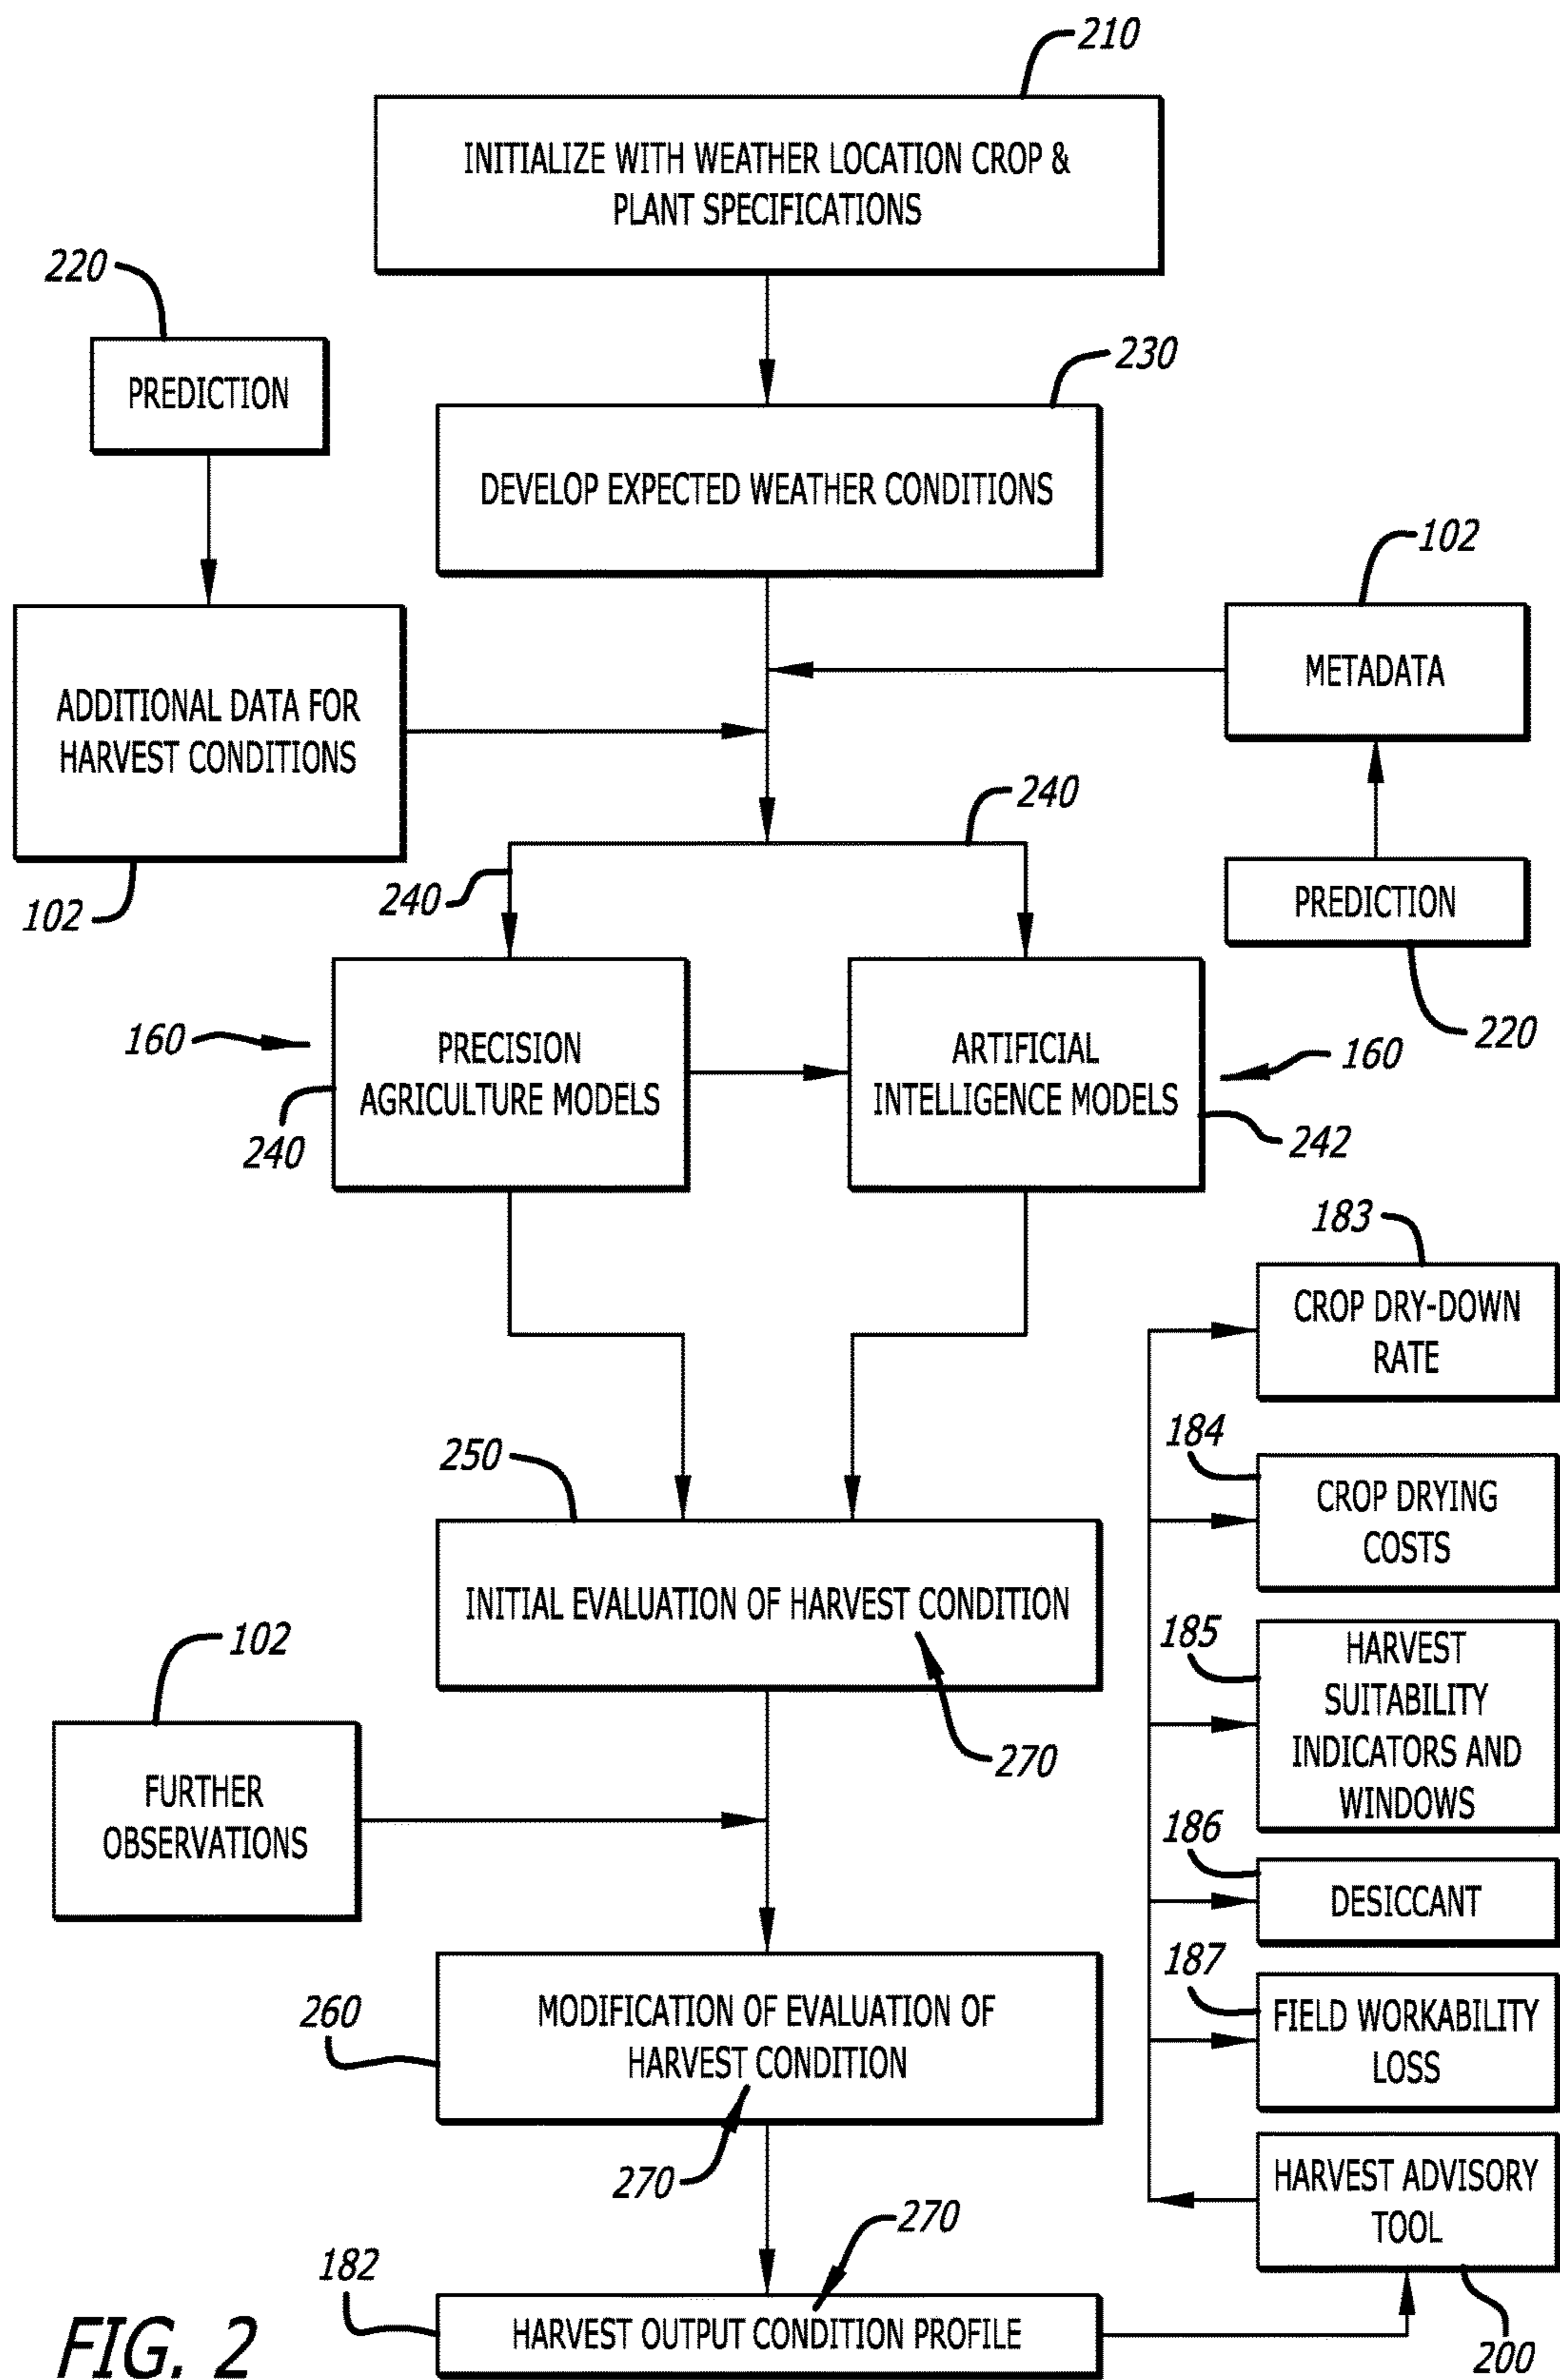 210
INITIALIZE WITH WEATHER LOCATION CROP &
PLANT SPECIFICATIONS
220
PREDICTION
230
DEVELOP EXPECTED WEATHER CONDITIONS
102
METADATA
ADDITIONAL DATA FOR
HARVEST CONDITIONS
102
240
240
PREDICTION
220
160
PRECISION
AGRICULTURE MODELS
240
ARTIFICIAL
INTELLIGENCE MODELS
160
242
183
CROP DRY-DOWN
RATE
184
CROP DRYING
COSTS
250
INITIAL EVALUATION OF HARVEST CONDITION
270
185
HARVEST
SUITABILITY
INDICATORS AND
WINDOWS
102
FURTHER
OBSERVATIONS
186
DESICCANT
187
FIELD WORKABILITY
LOSS
260
MODIFICATION OF EVALUATION OF
HARVEST CONDITION
270
HARVEST ADVISORY
TOOL
200
270
182
HARVEST OUTPUT CONDITION PROFILE
FIG. 2